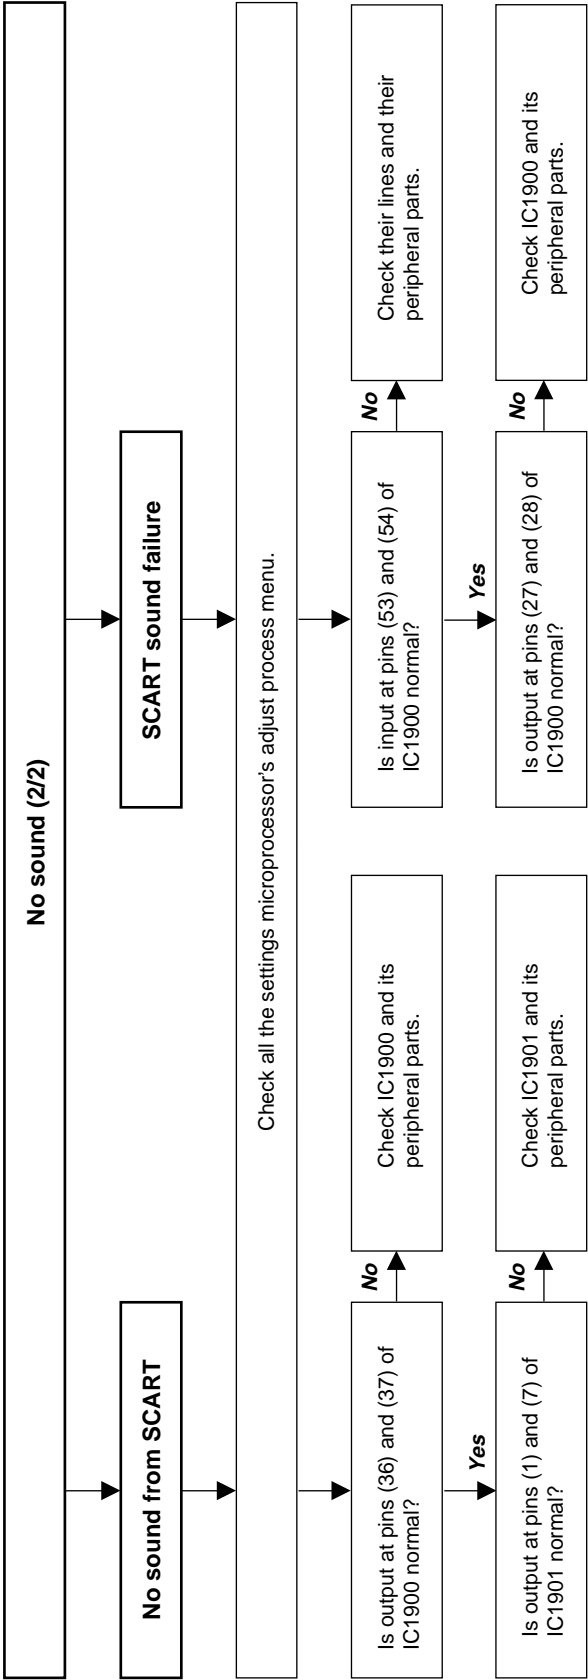 No sound (2/2)
No sound from SCART
SCART sound failure
Check all the settings microprocessor's adjust process menu.
Is output at pins (36) and (37) of
IC1900 normal?
No
Check IC1900 and its
peripheral parts.
Yes
Is output at pins (1) and (7) of
IC1901 normal?
No
Check IC1901 and its
peripheral parts.
Is input at pins (53) and (54) of
IC1900 normal?
No
Check their lines and their
peripheral parts.
Yes
Is output at pins (27) and (28) of
IC1900 normal?
No
Check IC1900 and its
peripheral parts.